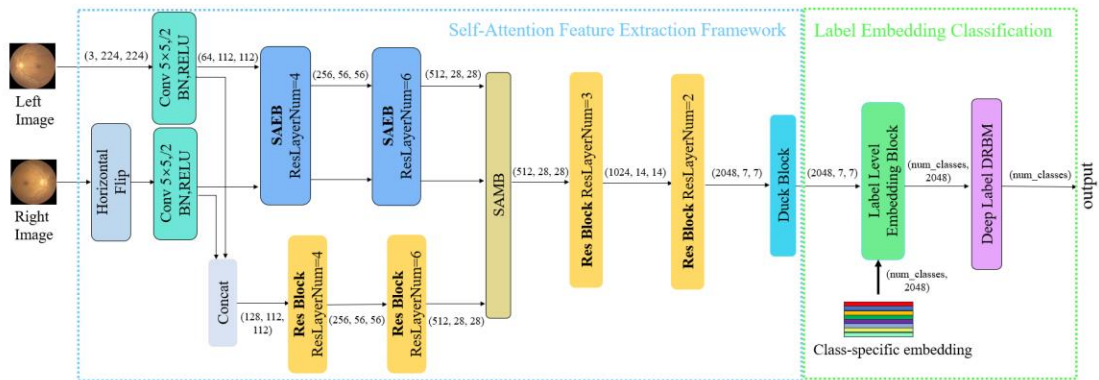 Self-Attention Feature Extraction Framework
Label Embedding Classification
Left
Image
(3, 224, 224)
Conv 5×5,/2
BN,RELU
(64, 112, 112)
SAEB
ResLayerNum=4
(256, 56, 56)
SAEB
ResLayerNum=6
(512, 28, 28)
Right
Image
Horizontal
Flip
Conv 5×5,/2
BN,RELU
Concat
(128, 112,
112)
Res Block
ResLayerNum=4
(256, 56, 56)
Res Block
ResLayerNum=6
(512, 28, 28)
SAMB
(512, 28, 28)
Res Block ResLayerNum=3
(1024, 14, 14)
Res Block ResLayerNum=2
(2048, 7, 7)
Duck Block
(2048, 7, 7)
Label Level
Embedding Block
(num_classes,
2048)
Deep Label DRBM
(num_classes)
output
(num_classes,
2048)
Class-specific embedding